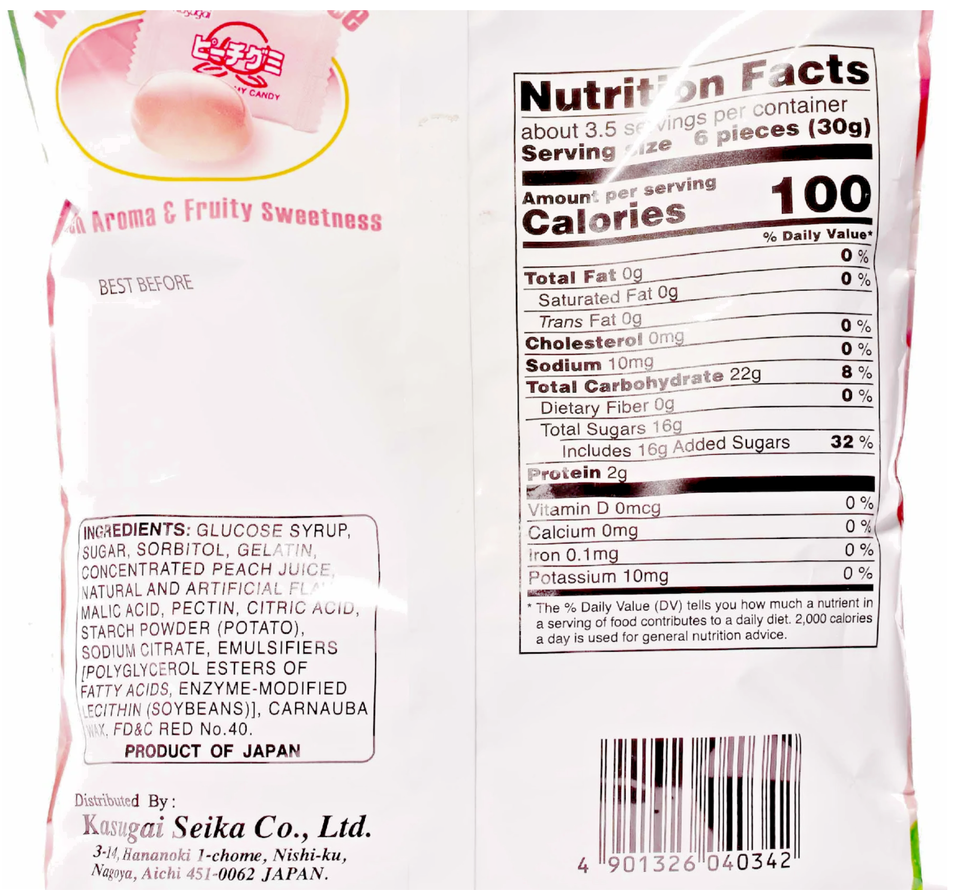 ピーチグミ
CANDY
Aroma & Fruity Sweetness
BEST BEFORE
INGREDIENTS: GLUCOSE SYRUP,
SUGAR, SORBITOL, GELATIN,
CONCENTRATED PEACH JUICE,
NATURAL AND ARTIFICIAL
MALIC ACID, PECTIN, CITRIC ACID,
STARCH POWDER (POTATO),
SODIUM CITRATE, EMULSIFIERS
[POLYGLYCEROL ESTERS OF
FATTY ACIDS, ENZYME-MODIFIED
LECITHIN (SOYBEANS)], CARNAUBA
WAX, FD&C RED No.40.
PRODUCT OF JAPAN
Distributed By:
Kasugai Seika Co., Ltd.
3-14, Hananoki 1-chome, Nishi-ku,
Nagoya, Aichi 451-0062 JAPAN.
Nutrition Facts
about 3.5 servings per container
Serving size 6 pieces (30g)
Amount per serving
Calories 100
% Daily Value*
Total Fat 0g 0 %
Saturated Fat 0g 0 %
Trans Fat 0g
Cholesterol 0mg 0 %
Sodium 10mg 0 %
Total Carbohydrate 22g 8 %
Dietary Fiber 0g 0 %
Total Sugars 16g
Includes 16g Added Sugars 32 %
Protein 2g
Vitamin D 0mcg 0 %
Calcium 0mg 0 %
Iron 0.1mg 0 %
Potassium 10mg 0 %
* The % Daily Value (DV) tells you how much a nutrient in
a serving of food contributes to a daily diet. 2,000 calories
a day is used for general nutrition advice.
4 901326 040342